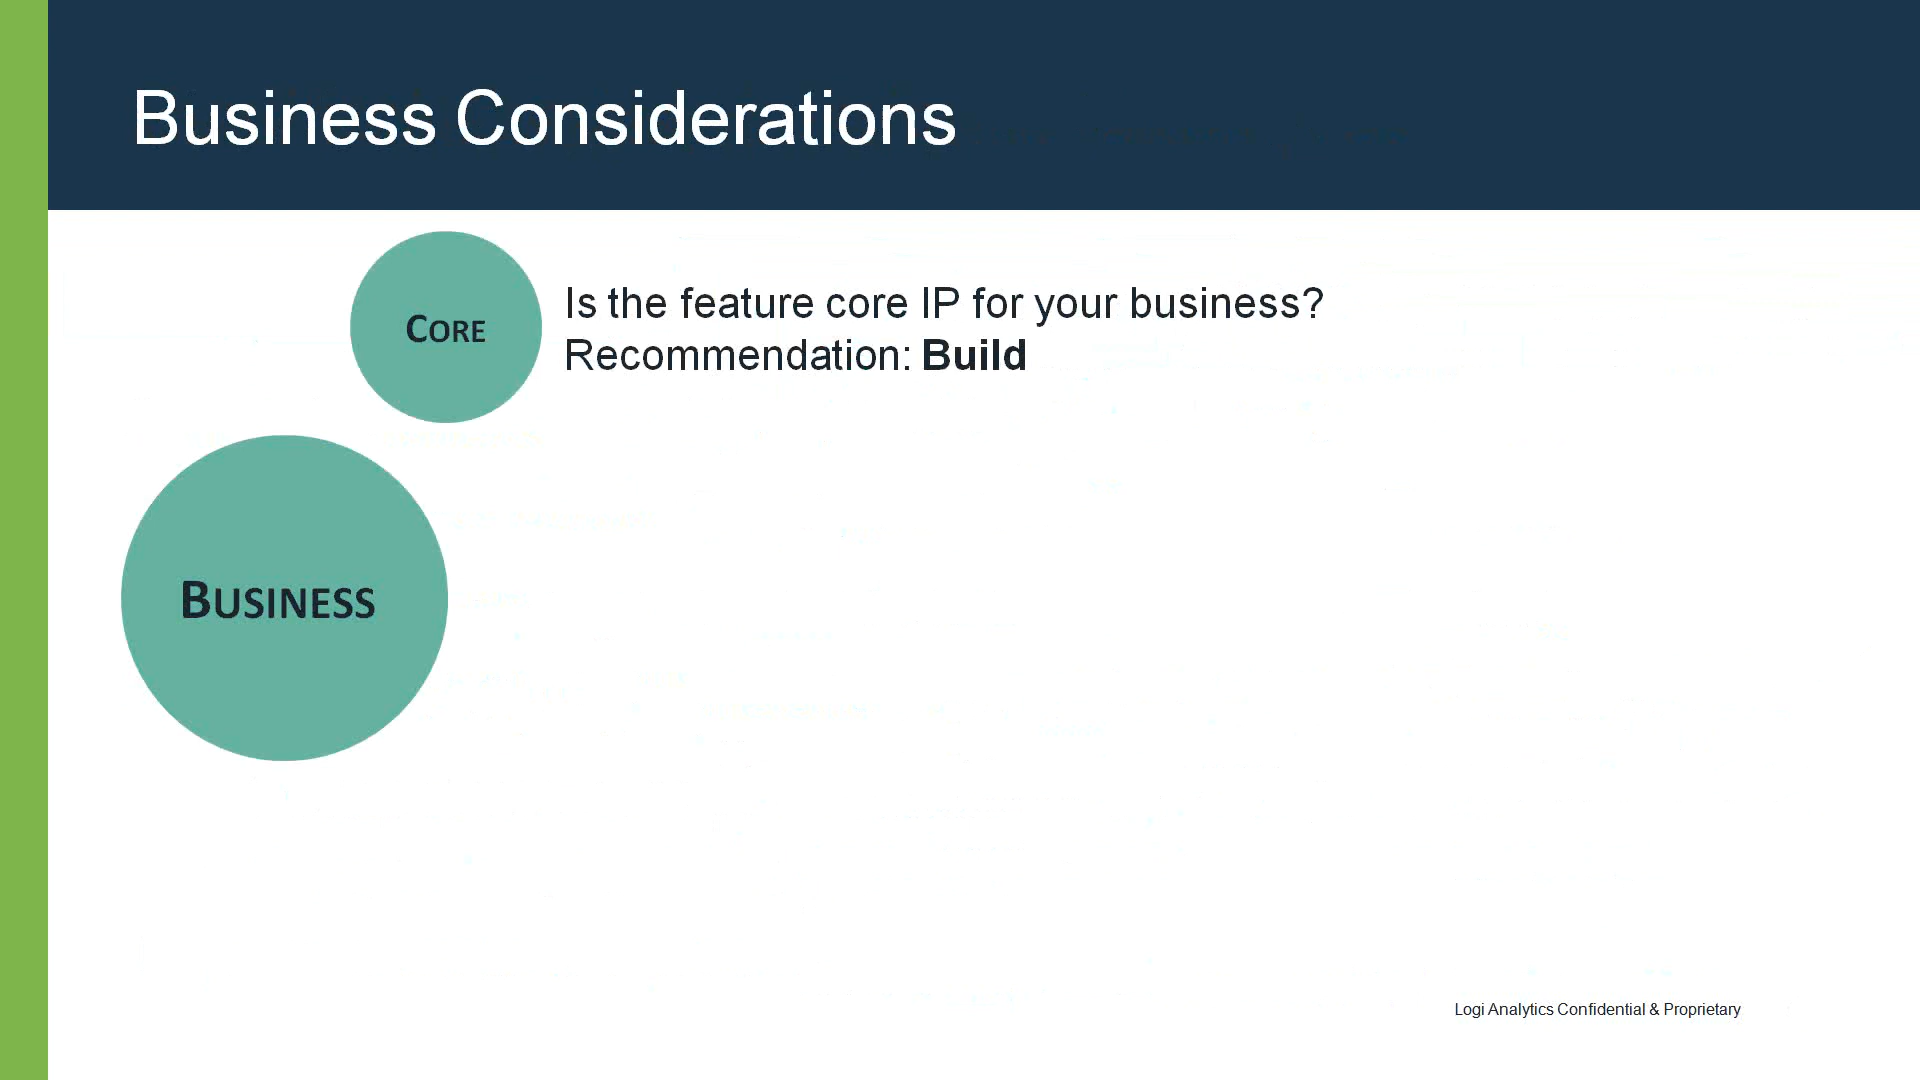 Business Considerations
CORE
Is the feature core IP for your business?
Recommendation: Build
BUSINESS
Logi Analytics Confidential & Proprietary